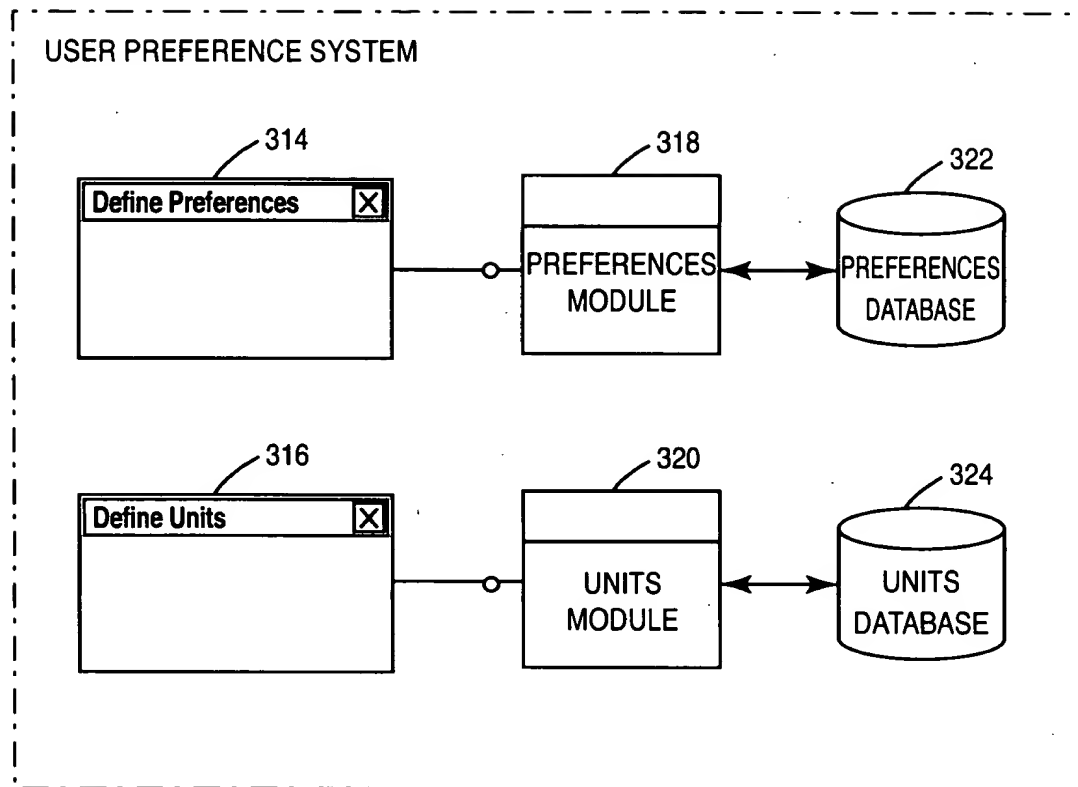 USER PREFERENCE SYSTEM
314
318
322
Define Preferences
X
PREFERENCES
MODULE
PREFERENCES
DATABASE
316
320
324
Define Units
X
UNITS
MODULE
UNITS
DATABASE